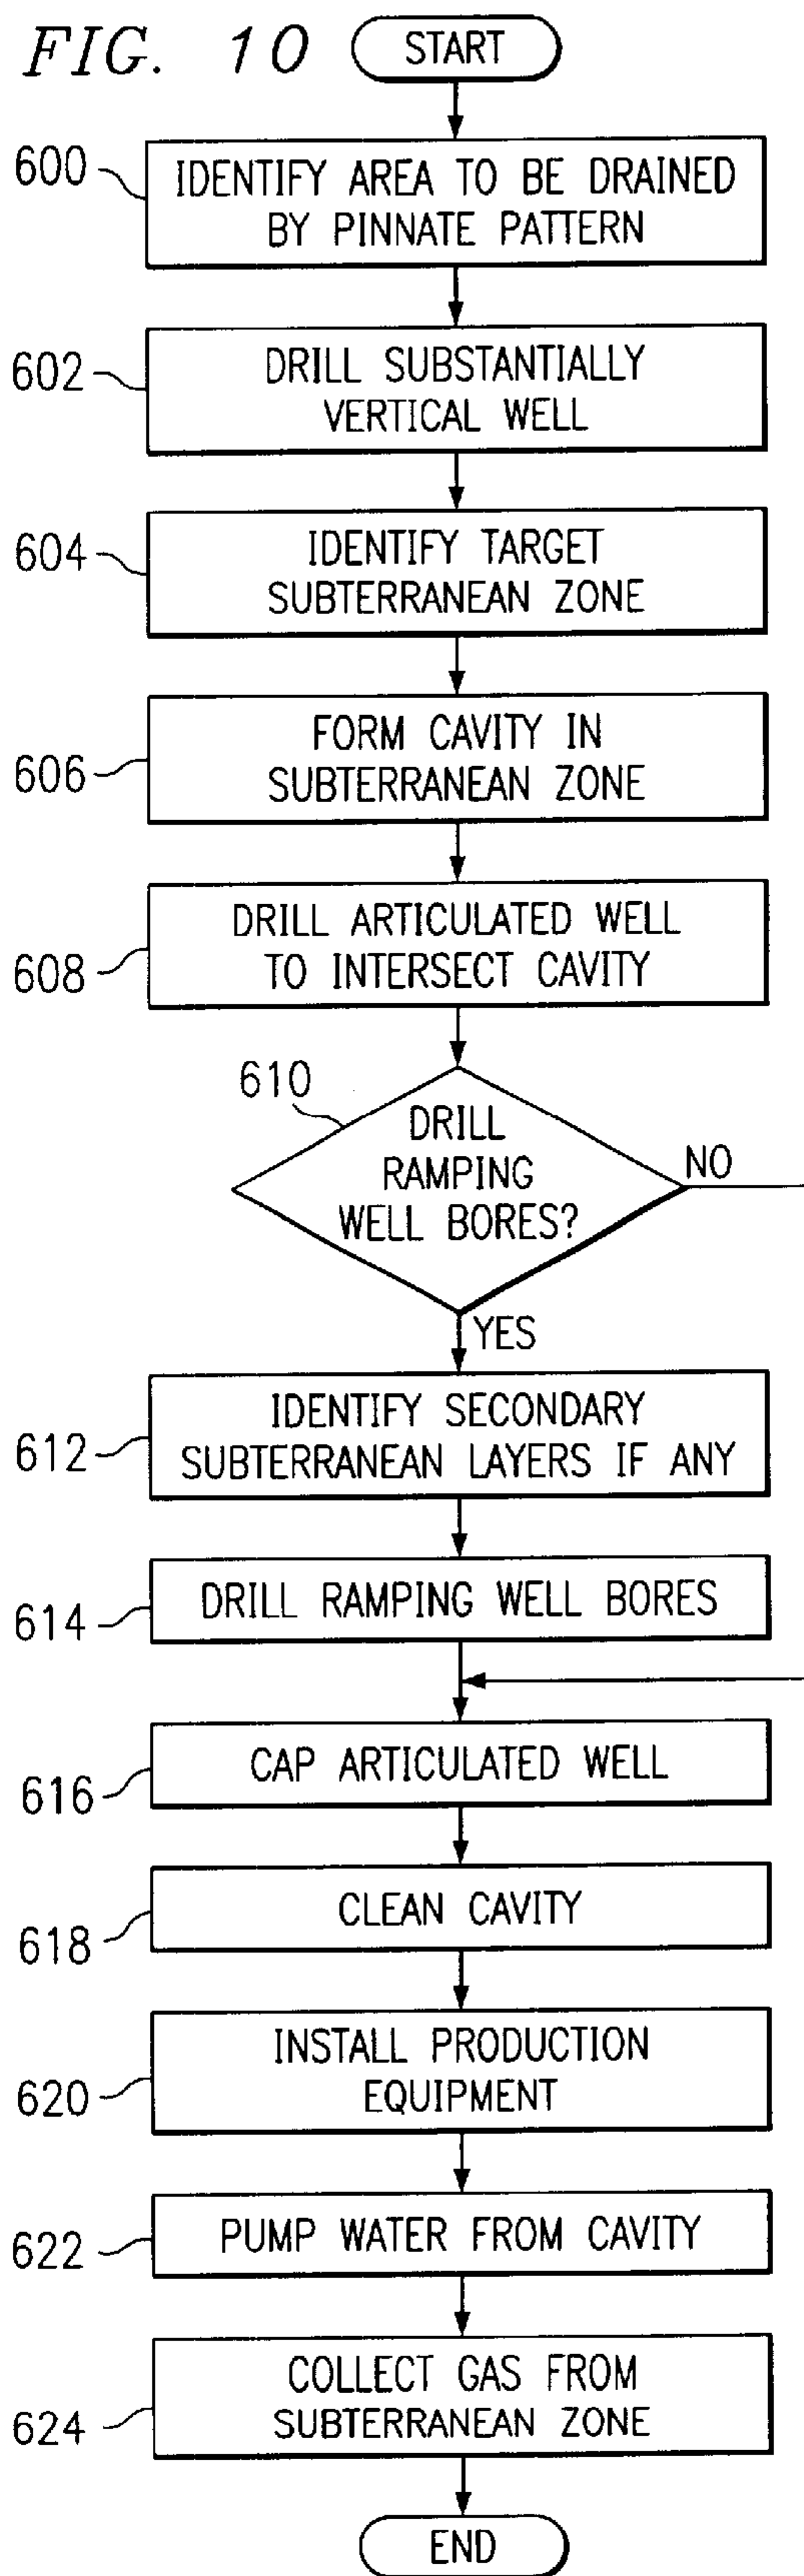 FIG. 10
START
600
IDENTIFY AREA TO BE DRAINED
BY PINNATE PATTERN
602
DRILL SUBSTANTIALLY
VERTICAL WELL
604
IDENTIFY TARGET
SUBTERRANEAN ZONE
606
FORM CAVITY IN
SUBTERRANEAN ZONE
608
DRILL ARTICULATED WELL
TO INTERSECT CAVITY
610
DRILL
RAMPING
WELL BORES?
NO
YES
612
IDENTIFY SECONDARY
SUBTERRANEAN LAYERS IF ANY
614
DRILL RAMPING WELL BORES
616
CAP ARTICULATED WELL
618
CLEAN CAVITY
620
INSTALL PRODUCTION
EQUIPMENT
622
PUMP WATER FROM CAVITY
624
COLLECT GAS FROM
SUBTERRANEAN ZONE
END